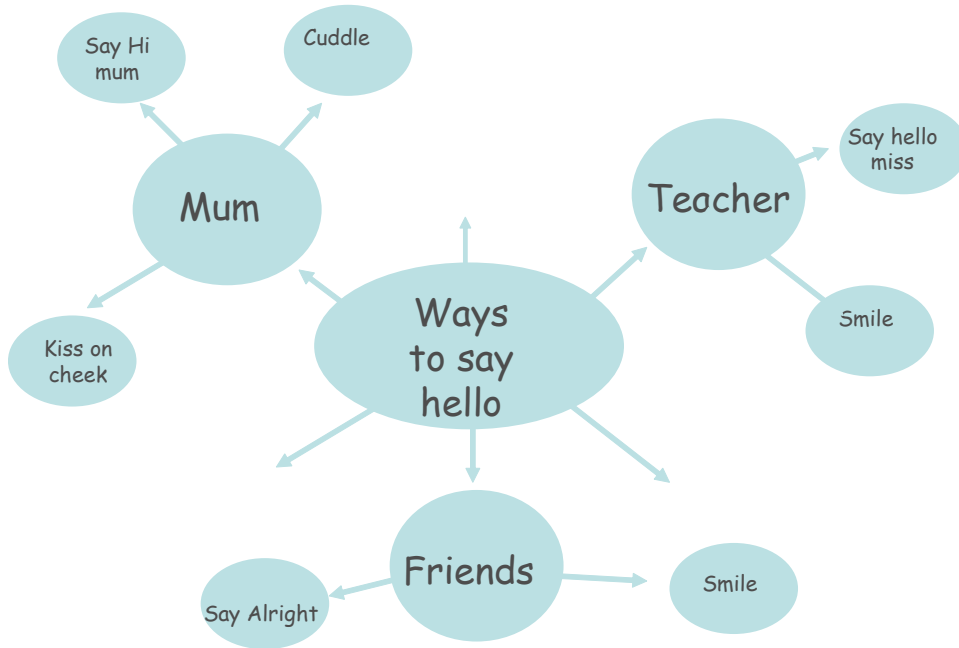 Say Hi
mum
Cuddle
Say hello
miss
Mum
Teacher
Ways
to say
hello
Smile
Kiss on
cheek
Friends
Say Alright
Smile